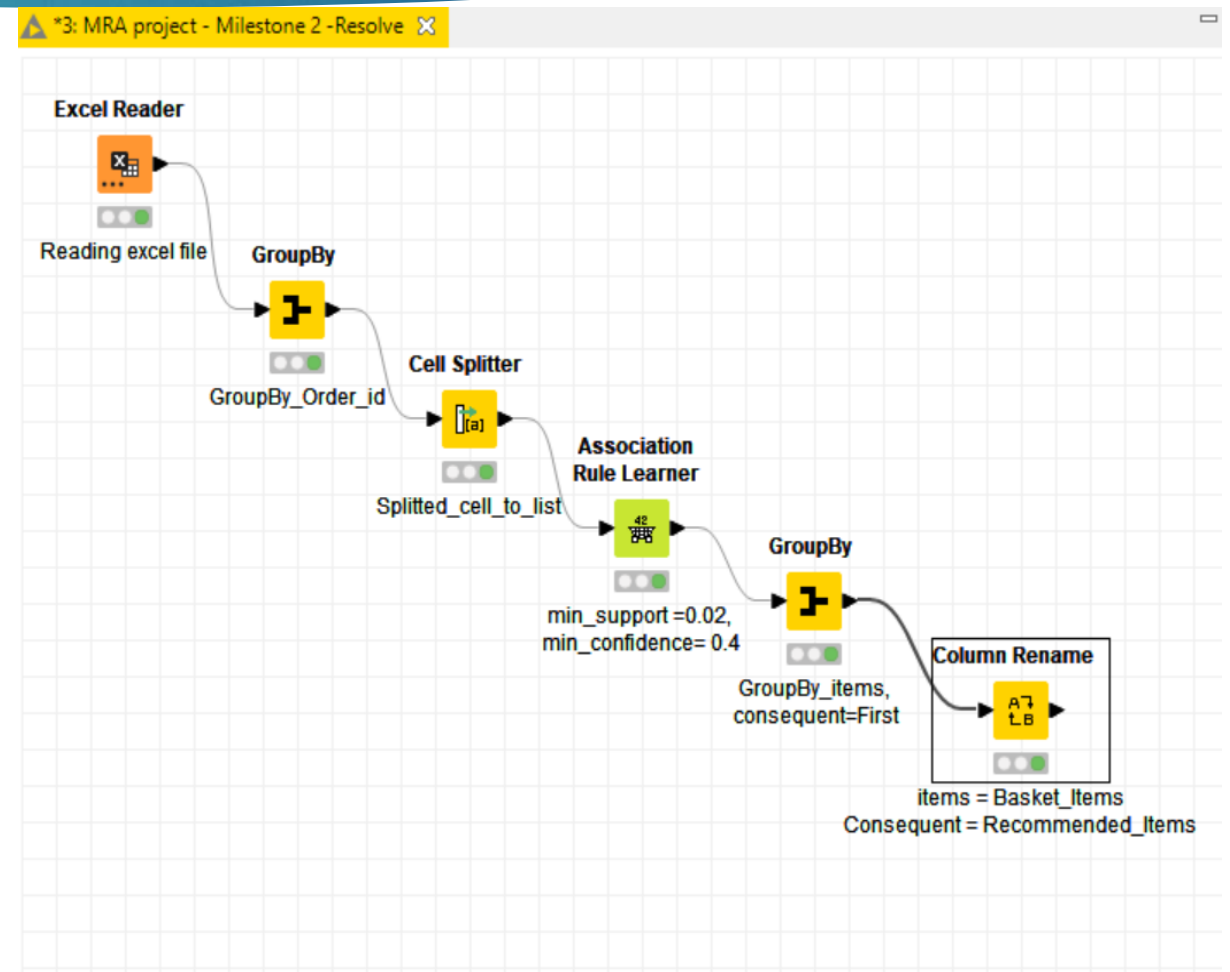 *3: MRA project - Milestone 2 -Resolve
Excel Reader
Reading excel file
GroupBy
GroupBy_Order_id
Cell Splitter
[a]
Splitted_cell_to_list
Association
Rule Learner
42
min_support =0.02,
min_confidence= 0.4
GroupBy
GroupBy_items,
consequent=First
Column Rename
A
B
items = Basket_Items
Consequent = Recommended_Items